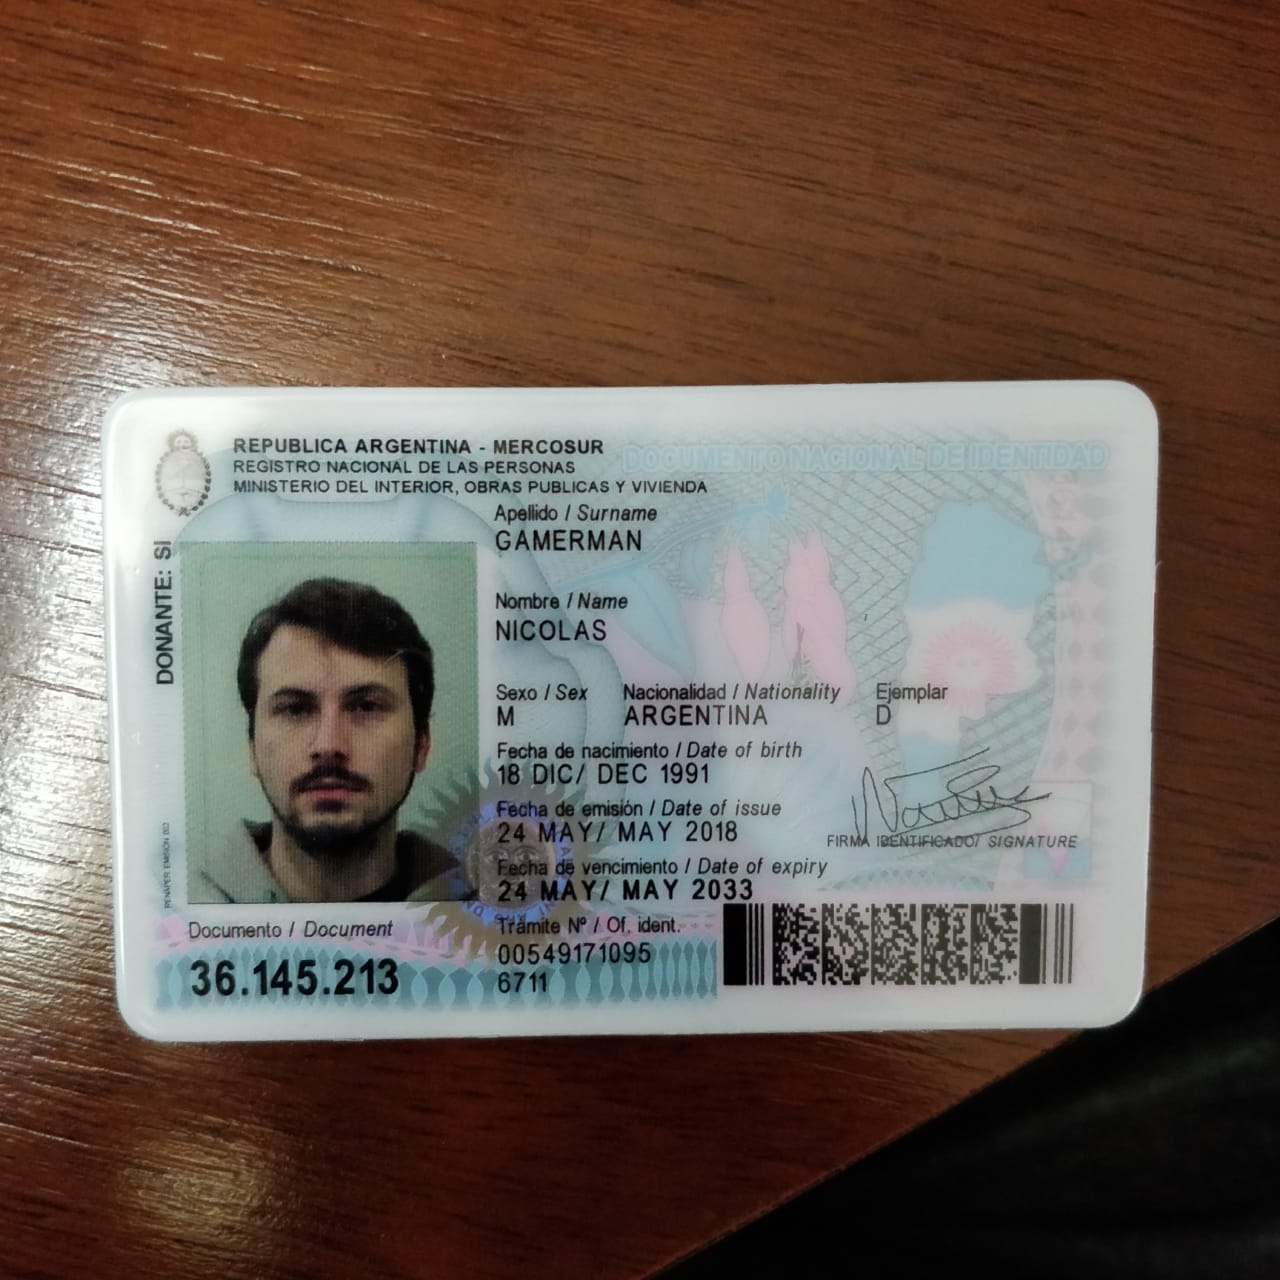 REPUBLICA ARGENTINA - MERCOSUR
REGISTRO NACIONAL DE LAS PERSONAS
MINISTERIO DEL INTERIOR, OBRAS PUBLICAS Y VIVIENDA
DOCUMENTO NACIONAL DE IDENTIDAD
Apellido / Surname
GAMERMAN
Nombre / Name
NICOLAS
Sexo / Sex Nacionalidad / Nationality Ejemplar
M ARGENTINA D
Fecha de nacimiento / Date of birth
18 DIC/ DEC 1991
Fecha de emisión / Date of issue
24 MAY/ MAY 2018
FIRMA IDENTIFICADO/ SIGNATURE
Fecha de vencimiento / Date of expiry
24 MAY/ MAY 2033
Documento / Document
36.145.213
Trámite Nº / Of. ident.
00549171095
6711
DONANTE: SI